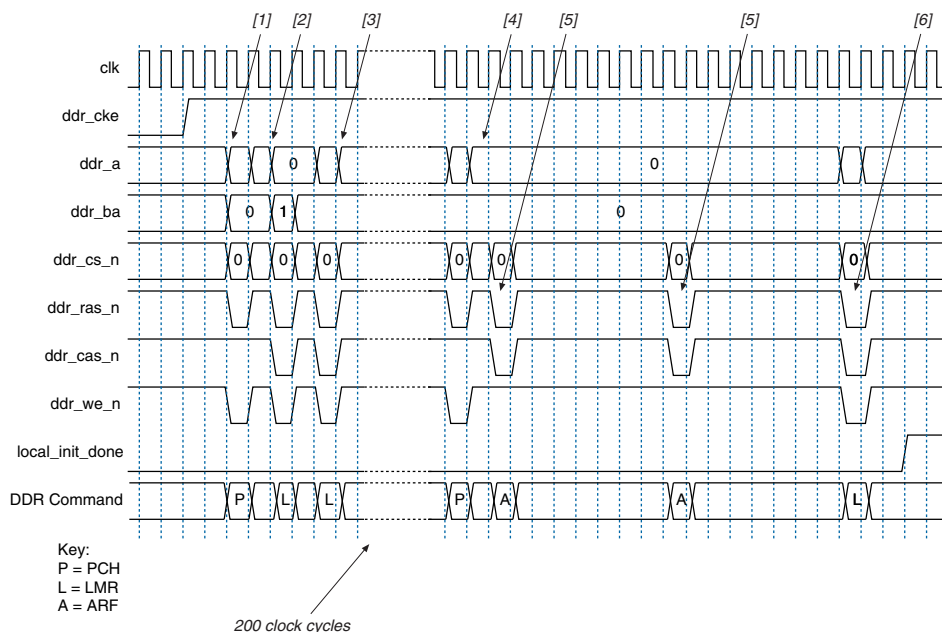 [1] [2] [3] [4] [5] [5] [6]
clk
ddr_cke
ddr_a 0 0
ddr_ba 0 1 0
ddr_cs_n 0 0 0 0 0 0 0
ddr_ras_n
ddr_cas_n
ddr_we_n
local_init_done
DDR Command P L L P A A L
Key:
P = PCH
L = LMR
A = ARF
200 clock cycles